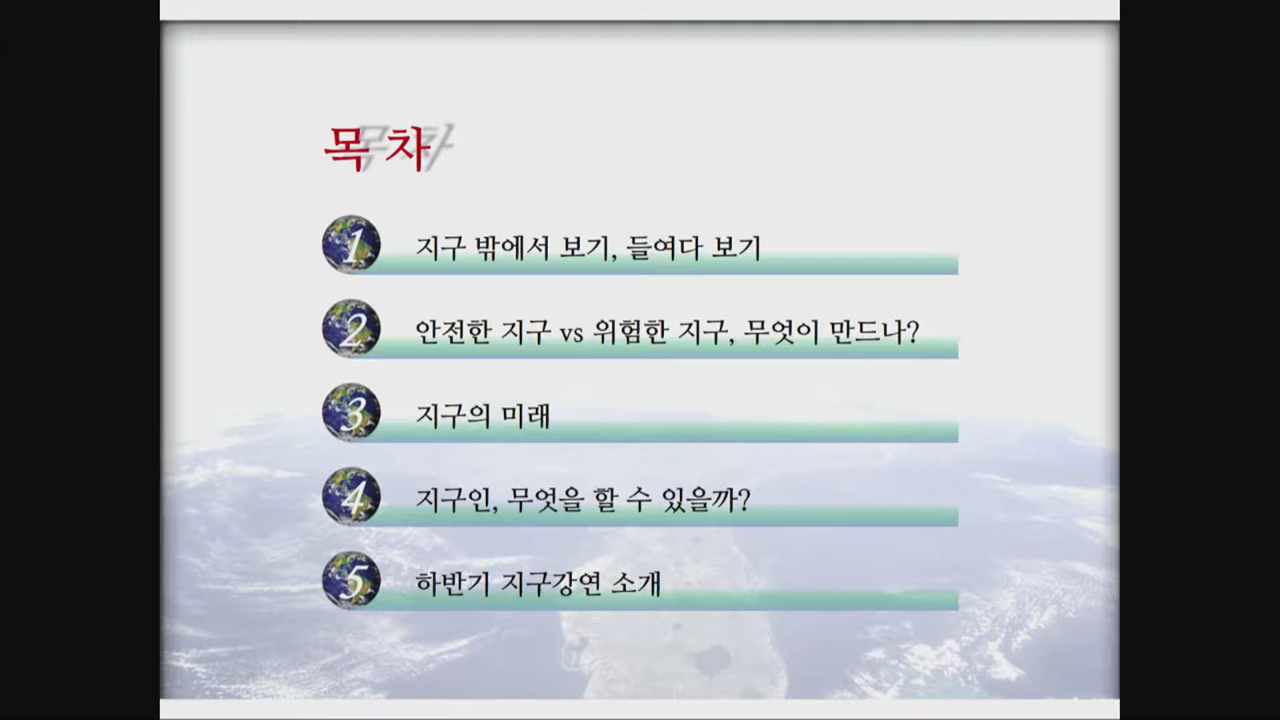 목 차
1 지구 밖에서 보기, 들여다 보기
2 안전한 지구 vs 위험한 지구, 무엇이 만드나?
3 지구의 미래
4 지구인, 무엇을 할 수 있을까?
5 하반기 지구강연 소개